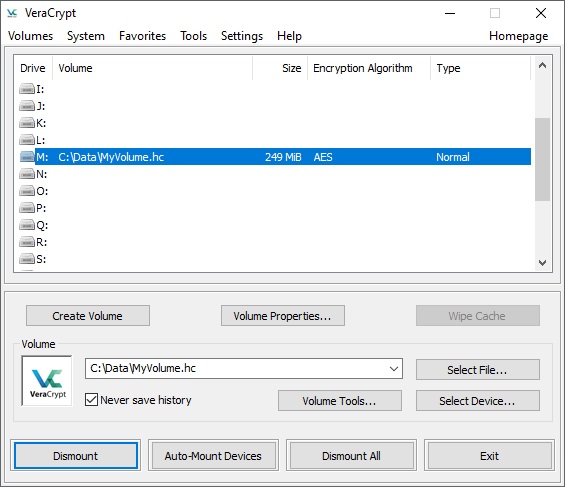 VeraCrypt
Volumes System Favorites Tools Settings Help Homepage
Drive Volume Size Encryption Algorithm Type
I:
J:
K:
L:
M: C:\Data\MyVolume.hc 249 MiB AES Normal
N:
O:
P:
Q:
R:
S:
Create Volume Volume Properties... Wipe Cache
Volume
C:\Data\MyVolume.hc Select File...
VeraCrypt
Never save history Volume Tools... Select Device...
Dismount Auto-Mount Devices Dismount All Exit